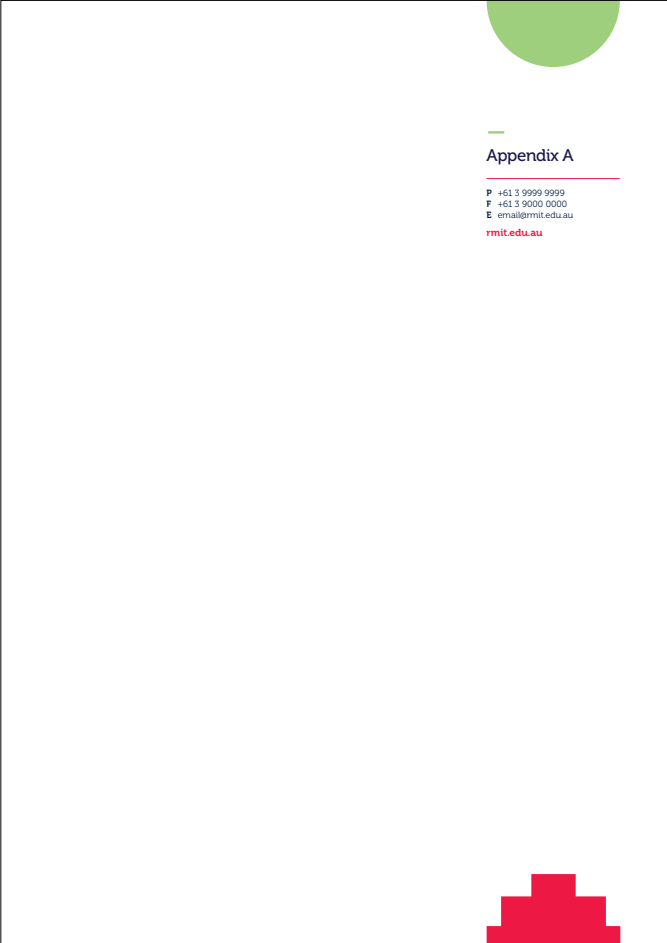 Appendix A
P +61 3 9999 9999
F +61 3 9000 0000
E email@rmit.edu.au
rmit.edu.au